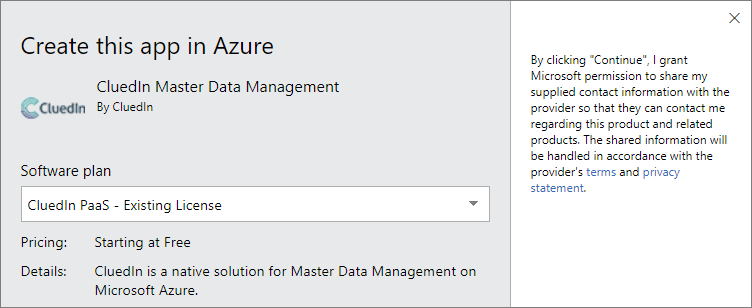 Create this app in Azure
CluedIn Master Data Management
CluedIn
By CluedIn
Software plan
CluedIn PaaS - Existing License
Pricing: Starting at Free
Details: CluedIn is a native solution for Master Data Management on
Microsoft Azure.
By clicking "Continue", I grant
Microsoft permission to share my
supplied contact information with the
provider so that they can contact me
regarding this product and related
products. The shared information will
be handled in accordance with the
provider's terms and privacy
statement.